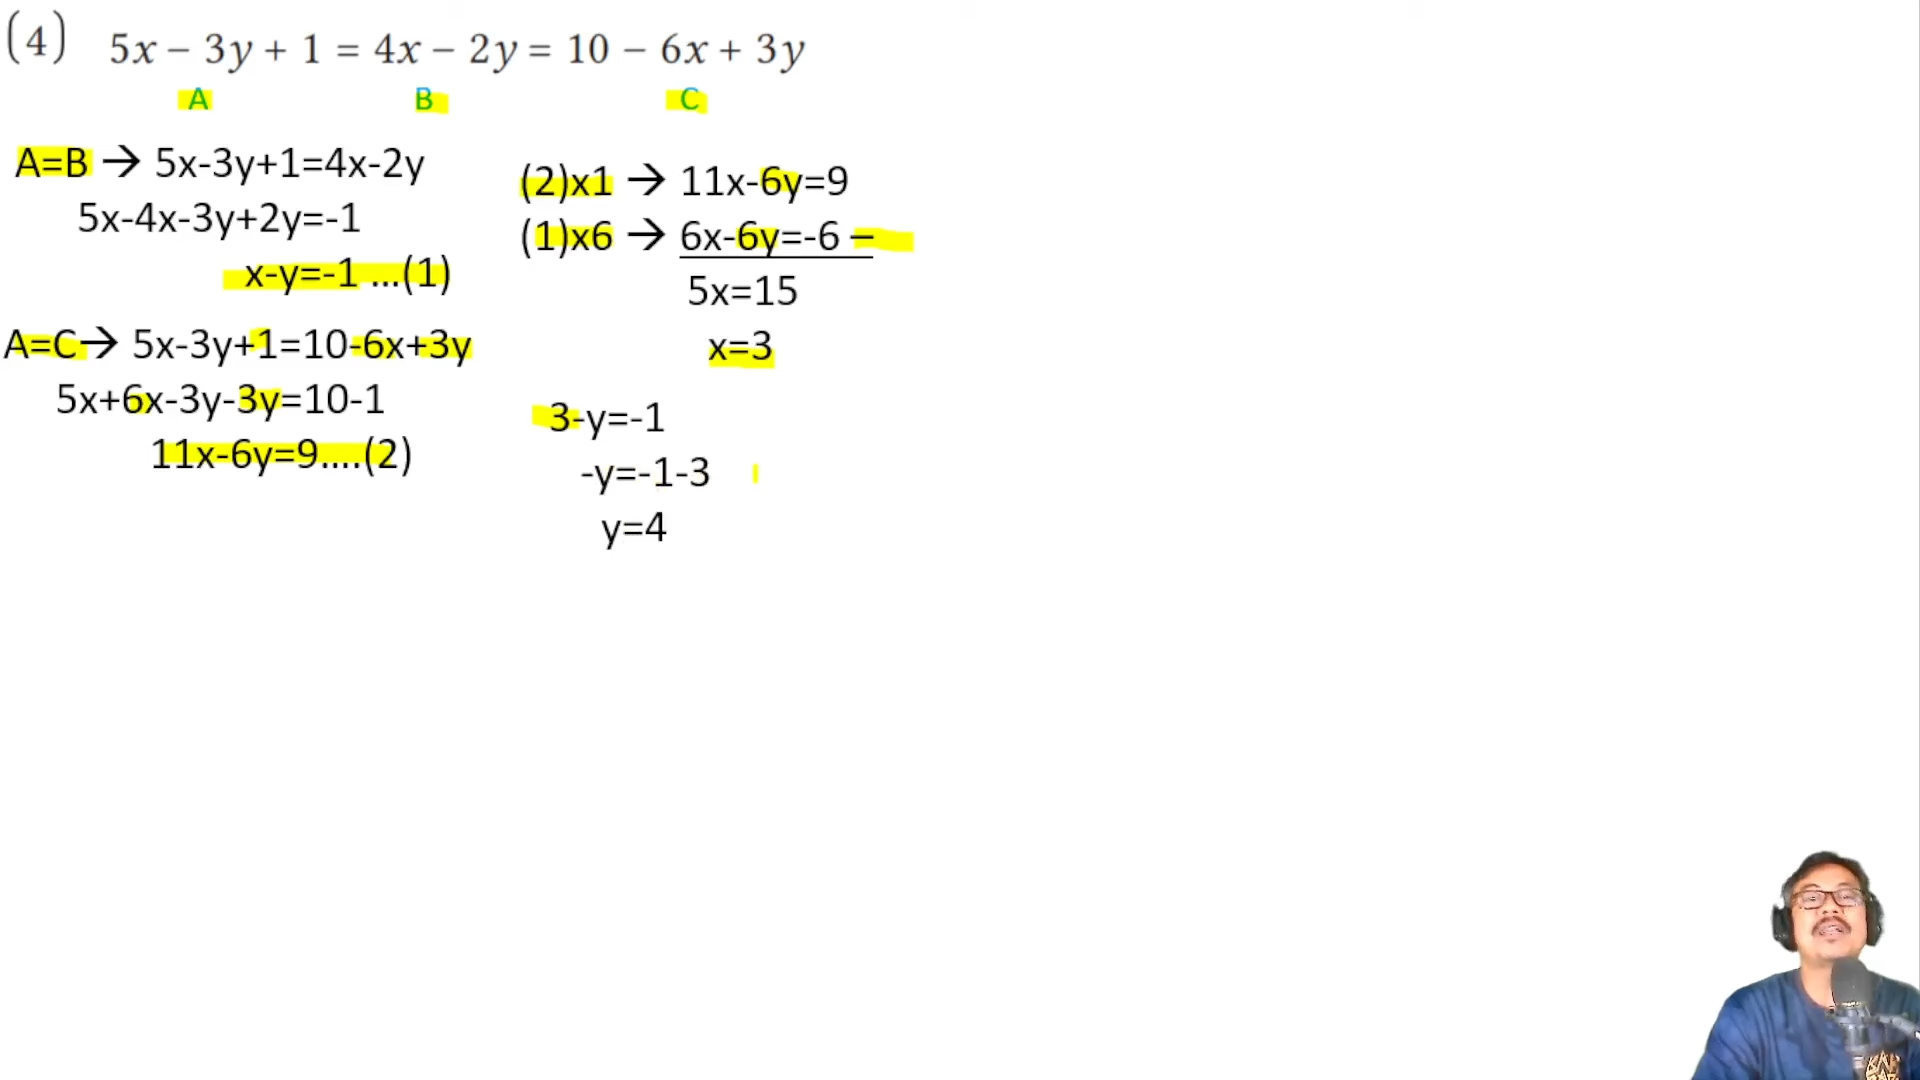 (4) 5x − 3y + 1 = 4x − 2y = 10 − 6x + 3y
A B C
A=B → 5x-3y+1=4x-2y
5x-4x-3y+2y=-1
x-y=-1 ...(1)
A=C→ 5x-3y+1=10-6x+3y
5x+6x-3y-3y=10-1
11x-6y=9....(2)
(2)x1 → 11x-6y=9
(1)x6 → 6x-6y=-6 –
5x=15
x=3
3-y=-1
-y=-1-3
y=4